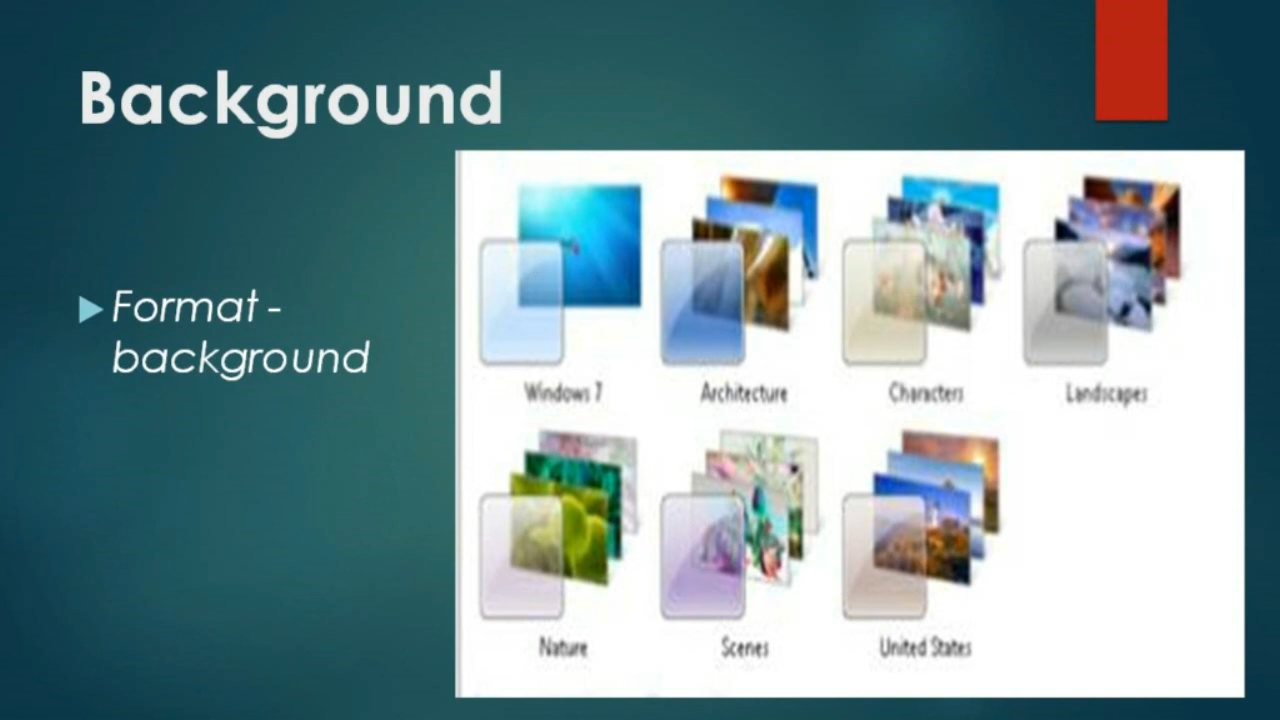 Background
Format -
background
Windows 7
Architecture
Characters
Landscapes
Nature
Scenes
United States